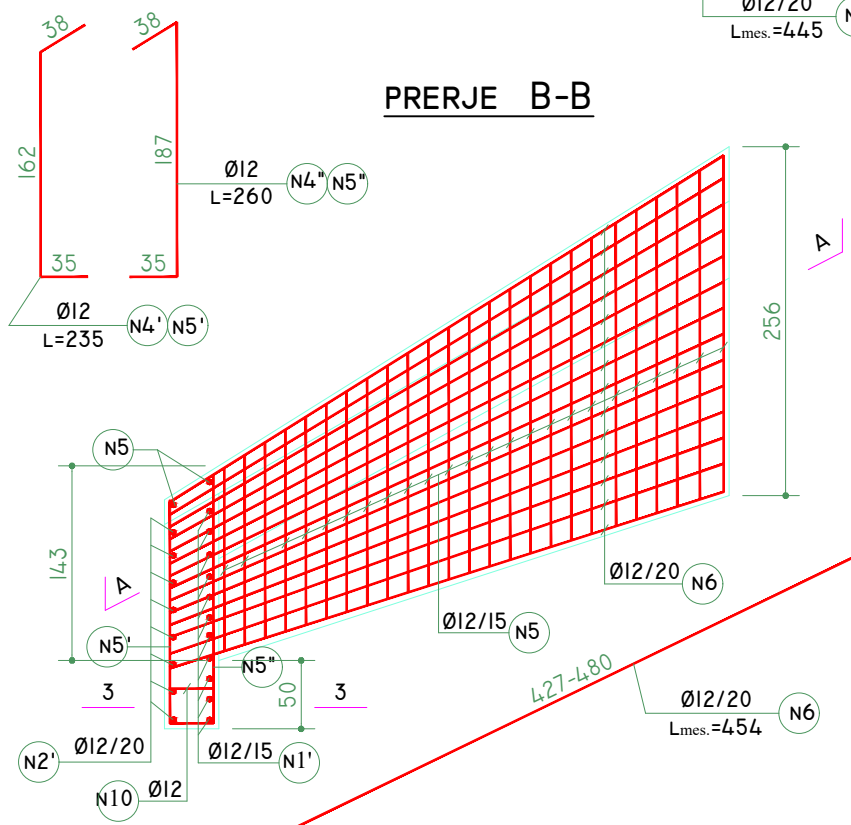 Ø12/20
N
Lmes.=445
38
38
PRERJE B-B
162
187
Ø12
L=260
N4" N5"
35
35
Ø12
L=235
N4' N5'
A
256
N5
143
A
Ø12/20 N6
Ø12/15 N5
N5'
N5"
3
50
3
427-480
Ø12/20
Lmes.=454
N6
N2' Ø12/20
Ø12/15 N1'
N10 Ø12